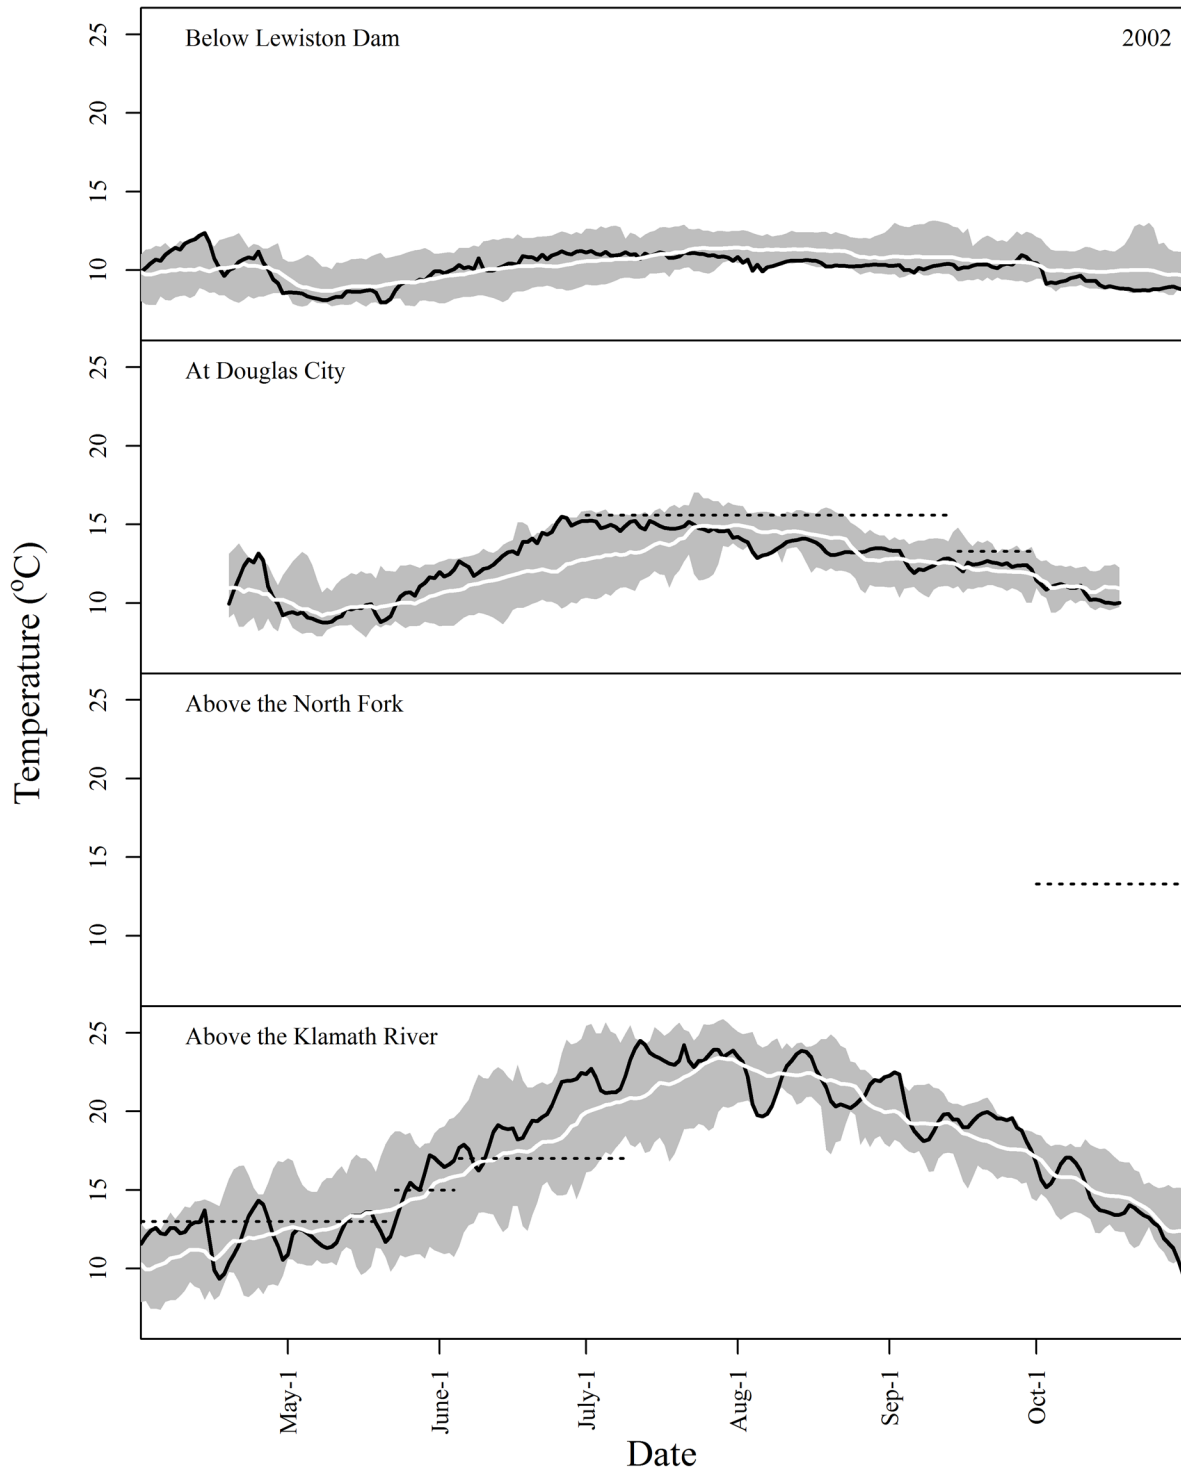 Below Lewiston Dam
2002
25
20
15
10
At Douglas City
25
20
15
10
Above the North Fork
25
20
15
10
Above the Klamath River
25
20
15
10
Temperature (°C)
May-1
June-1
July-1
Aug-1
Sep-1
Oct-1
Date